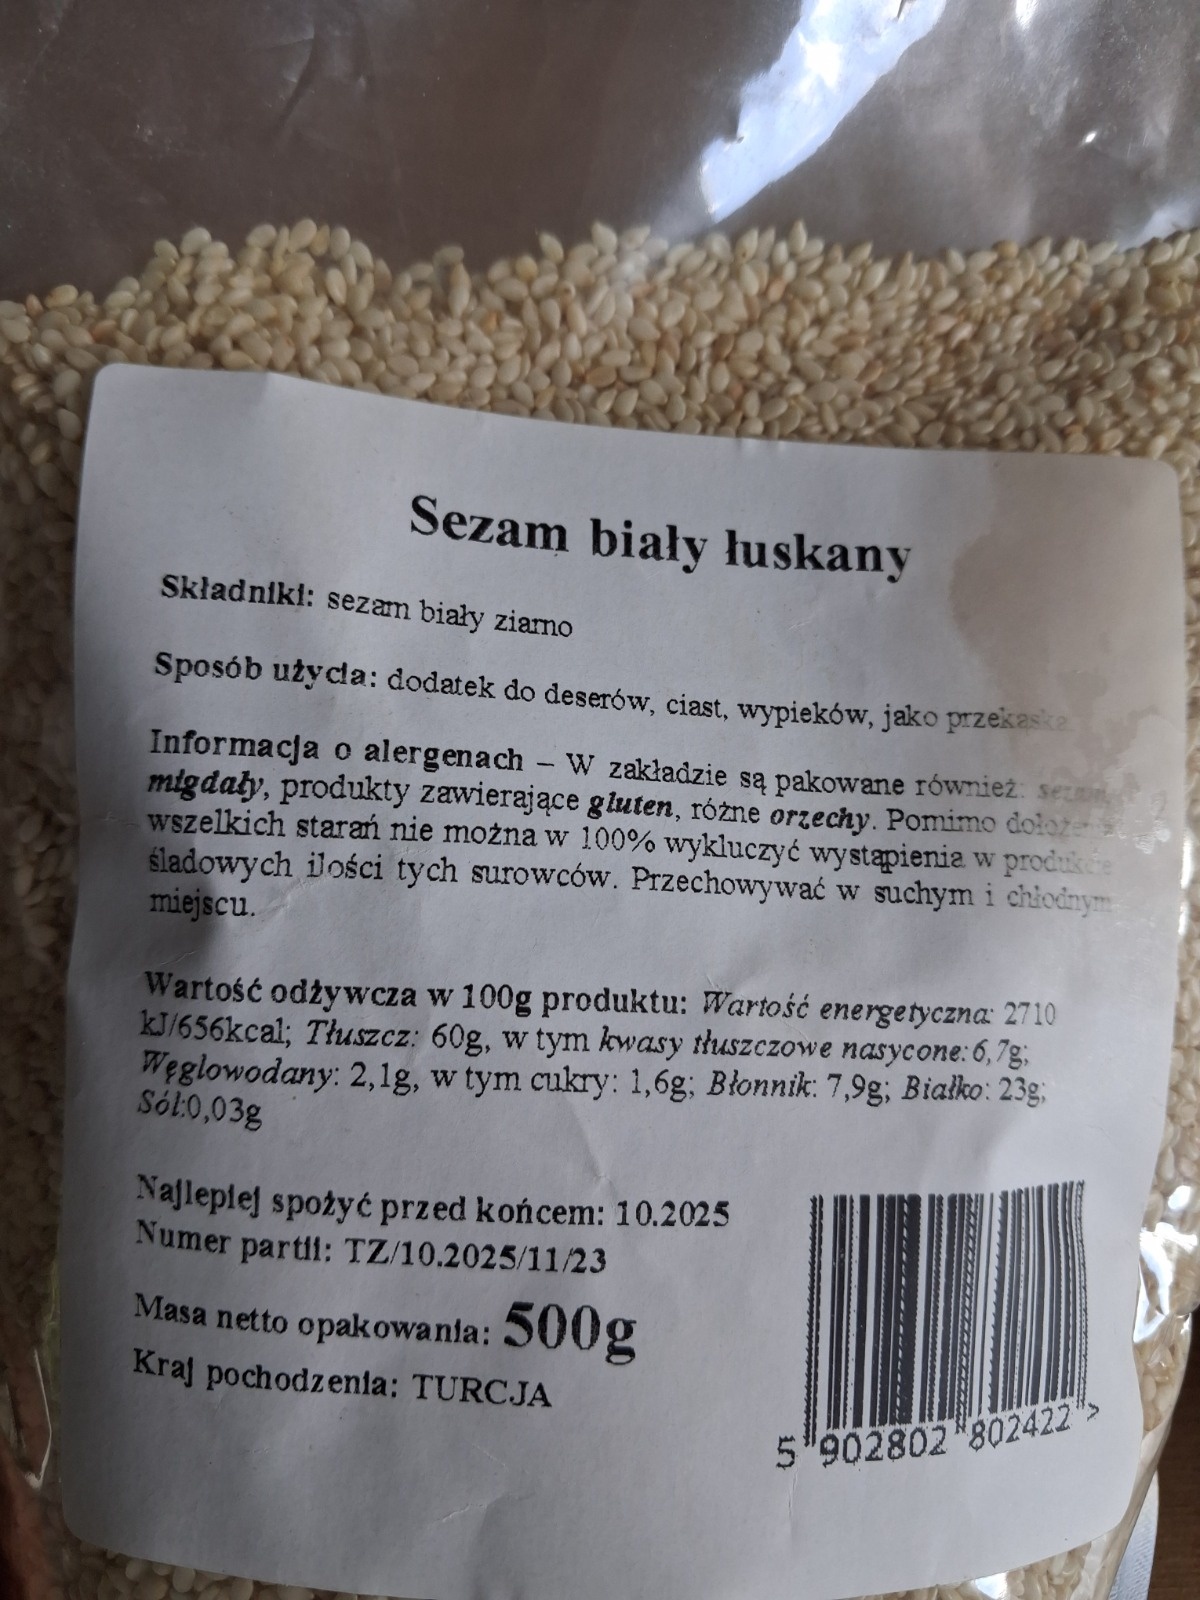 Sezam biały łuskany
Składniki: sezam biały ziarno
Sposób użycia: dodatek do deserów, ciast, wypieków, jako przekąska.
Informacja o alergenach – W zakładzie są pakowane również:
migdały, produkty zawierające gluten, różne orzechy. Pomimo
wszelkich starań nie można w 100% wykluczyć wystąpienia w produkcie
śladowych ilości tych surowców. Przechowywać w suchym i chłodnym
miejscu.
Wartość odżywcza w 100g produktu: Wartość energetyczna: 2710
kJ/656kcal; Tłuszcz: 60g, w tym kwasy tłuszczowe nasycone: 6,7g;
Węglowodany: 2,1g, w tym cukry: 1,6g; Błonnik: 7,9g; Białko: 23g;
Sól:0,03g
Najlepiej spożyć przed końcem: 10.2025
Numer partii: TZ/10.2025/11/23
Masa netto opakowania: 500g
Kraj pochodzenia: TURCJA
5 902802 802422 >